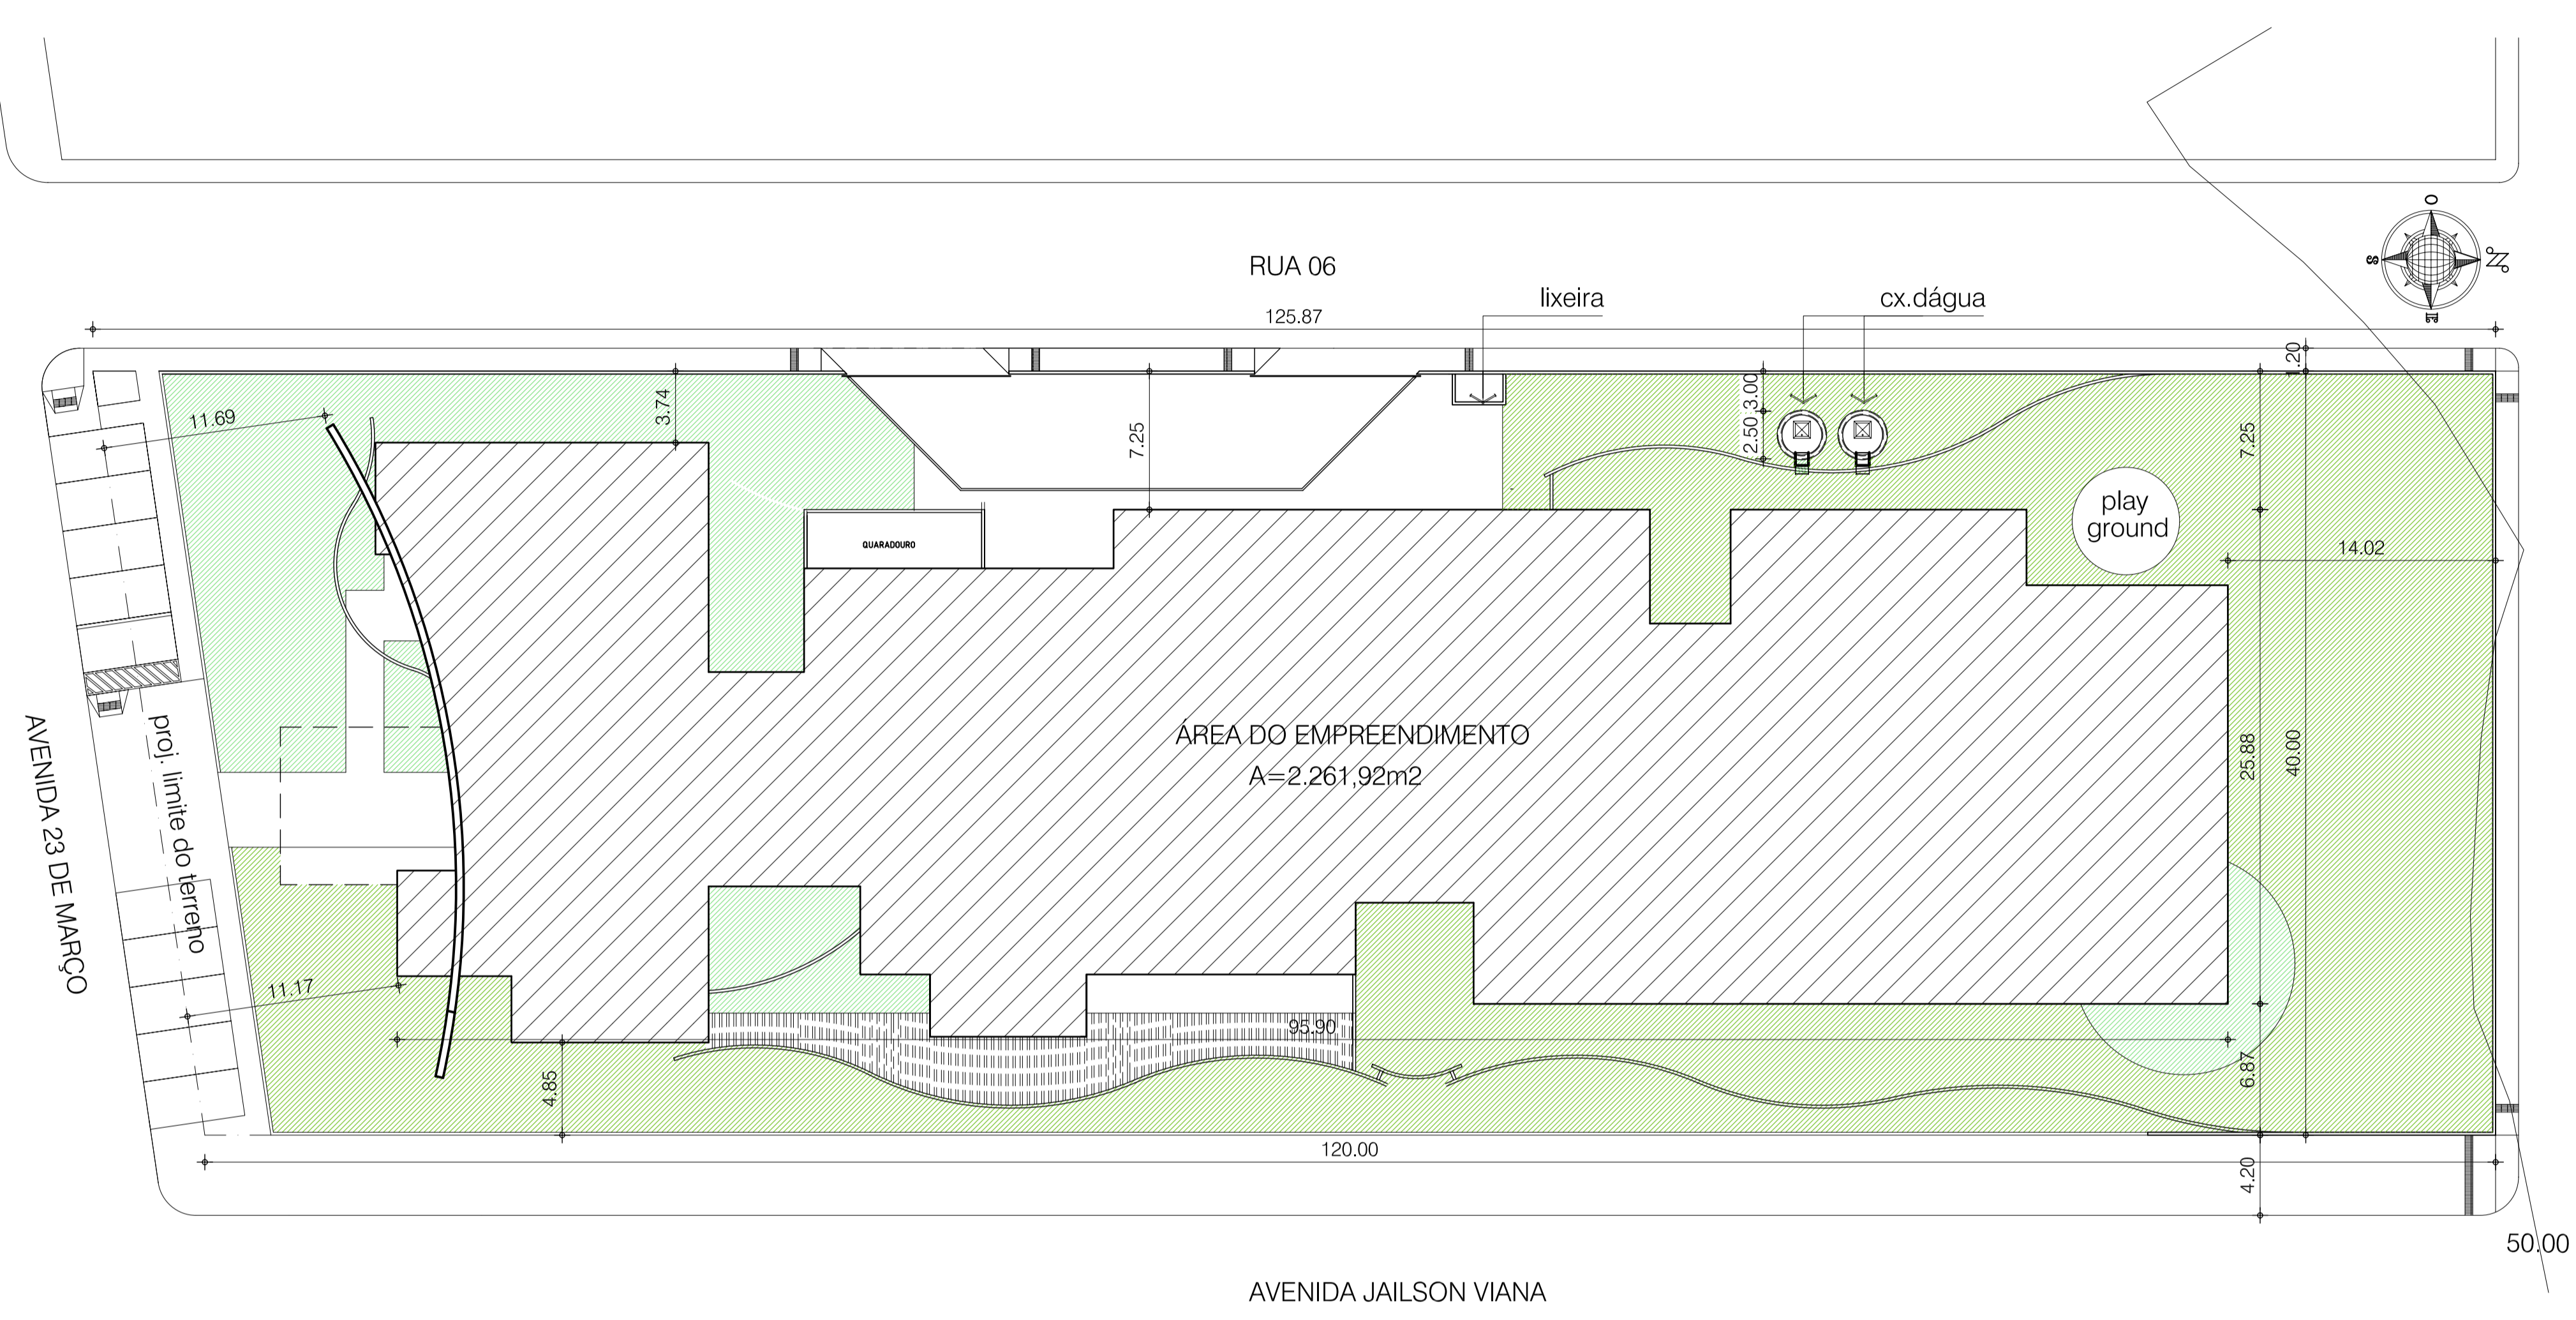 O
S
N
E
RUA 06
lixeira
cx.dágua
125.87
1.20
11.69
3.74
7.25
3.00
2.50
7.25
play
ground
QUARADOURO
14.02
ÁREA DO EMPREENDIMENTO
A=2.261,92m2
25.88
40.00
AVENIDA 23 DE MARÇO
proj. limite do terreno
11.17
95.90
4.85
6.87
120.00
4.20
50.00
AVENIDA JAILSON VIANA